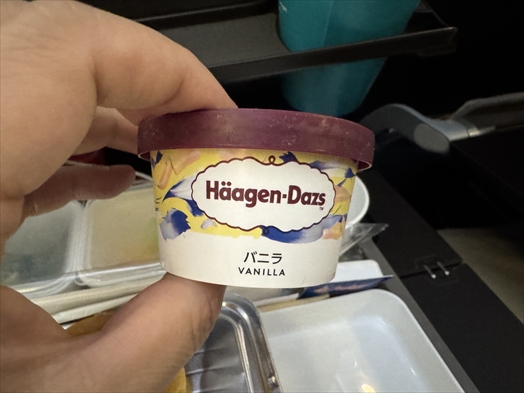 Häagen-Dazs
バニラ
VANILLA